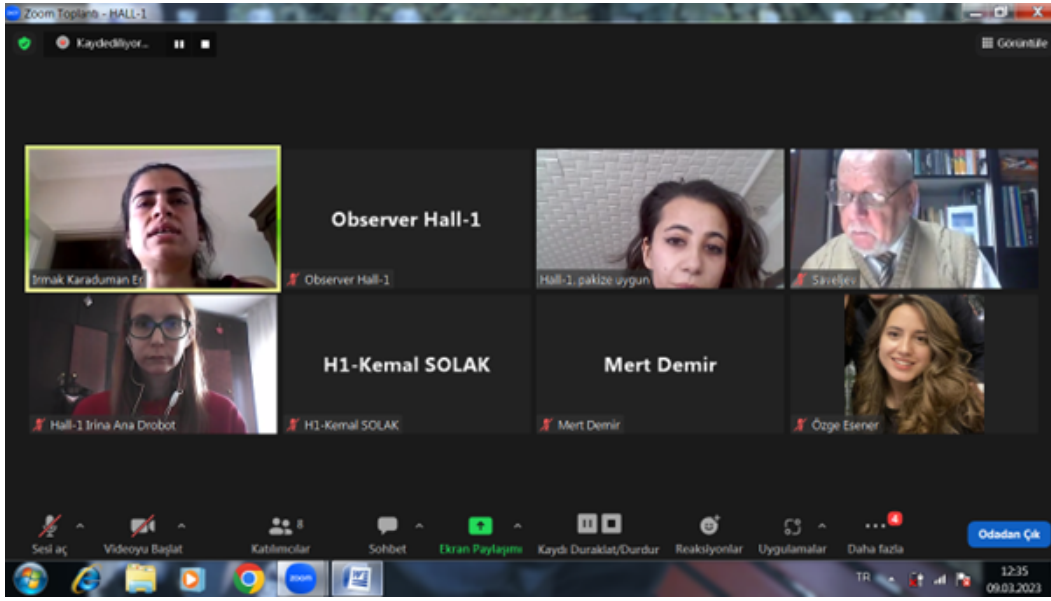 Zoom Toplantı - HALL-1
Kaydediliyor...
Görüntüle
Irmak Karaduman Er
Observer Hall-1
Observer Hall-1
Hall-1, pakize uygun
Saveljev
Hall-1 Irina Ana Drobot
H1-Kemal SOLAK
H1-Kemal SOLAK
Mert Demir
Mert Demir
Özge Esener
Sesi aç
Videoyu Başlat
8
Katılımcılar
Sohbet
Ekran Paylaşımı
Kaydı Duraklat/Durdur
Reaksiyonlar
Uygulamalar
4
Daha fazla
Odadan Çık
zoom
TR
12:35
09.03.2023